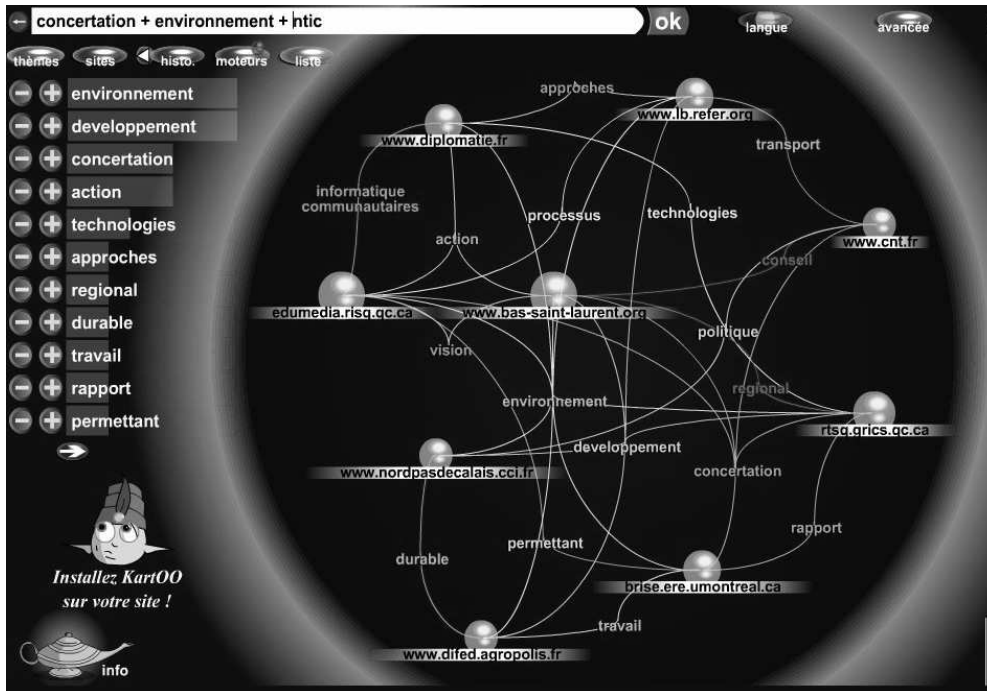 concertation + environnement + ntic
ok
langue
avancée
thèmes
sites
histo.
moteurs
liste
environnement
developpement
concertation
action
technologies
approches
regional
durable
travail
rapport
permettant
Installez KartOO
sur votre site !
info
approches
www.lb.refer.org
www.diplomatie.fr
transport
informatique
communautaires
processus
technologies
action
www.cnt.fr
conseil
edumedia.risq.qc.ca
www.bas-saint-laurent.org
politique
vision
regional
environnement
rtsq.qrics.qc.ca
developpement
www.nordpasdecalais.cci.fr
concertation
rapport
permettant
durable
brise.ere.umontreal.ca
travail
www.difed.agropolis.fr